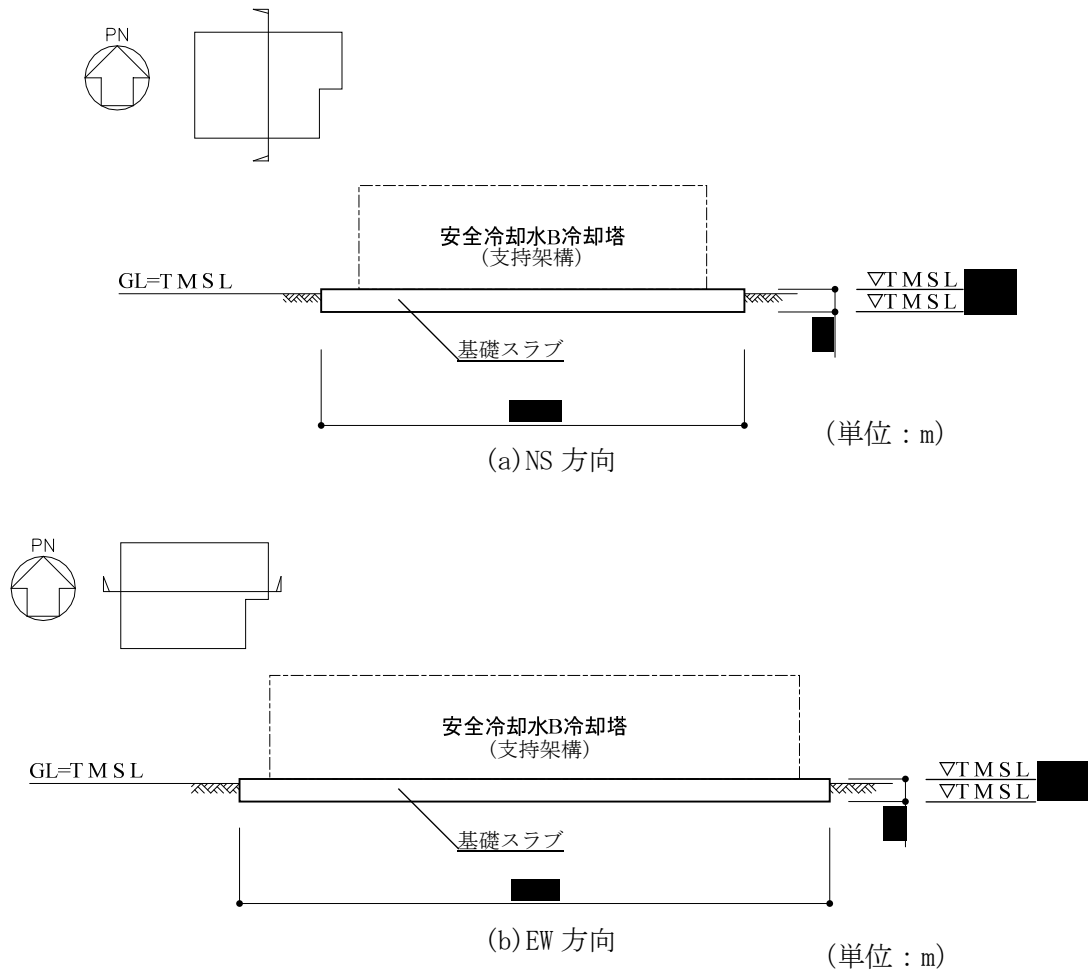 PN
安全冷却水B冷却塔
(支持架構)
GL=TMSL
▽TMSL
▽TMSL
基礎スラブ
(単位：m)
(a)NS 方向
PN
安全冷却水B冷却塔
(支持架構)
GL=TMSL
▽TMSL
▽TMSL
基礎スラブ
(b)EW 方向
(単位：m)